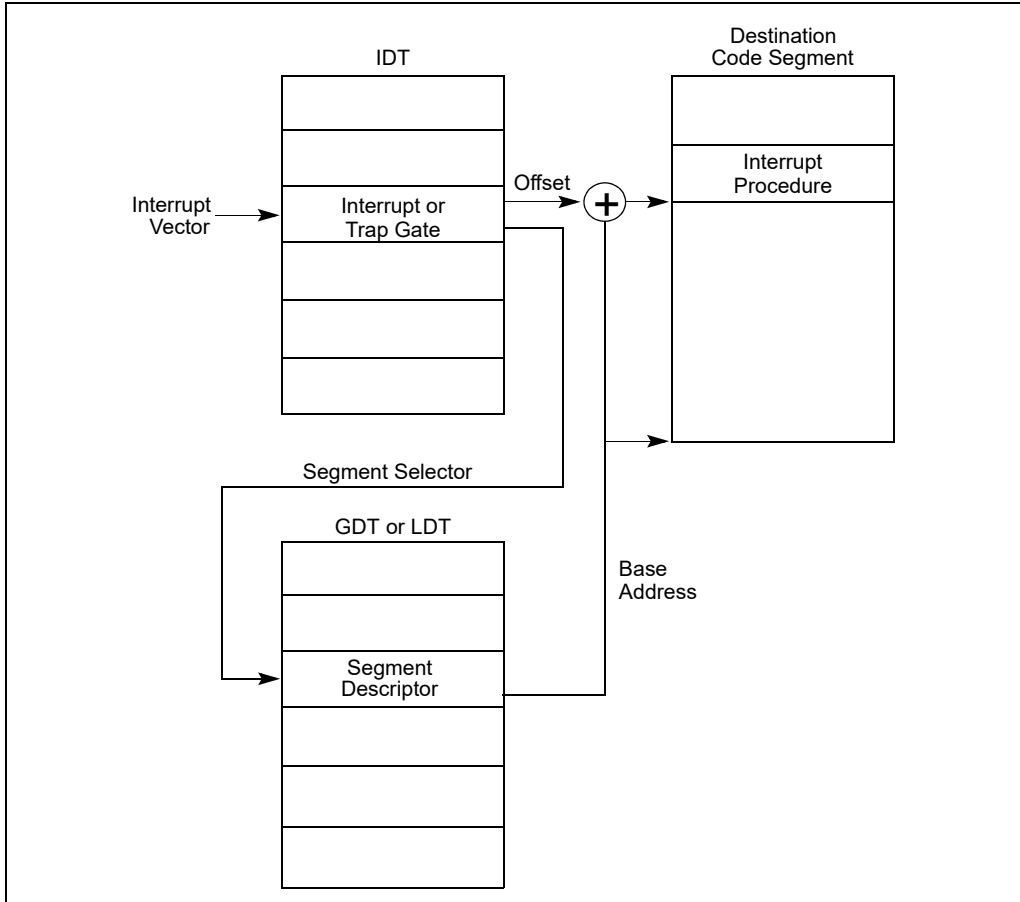 IDT
Destination
Code Segment
Interrupt
Vector
Interrupt or
Trap Gate
Offset
+
Interrupt
Procedure
Segment Selector
GDT or LDT
Segment
Descriptor
Base
Address